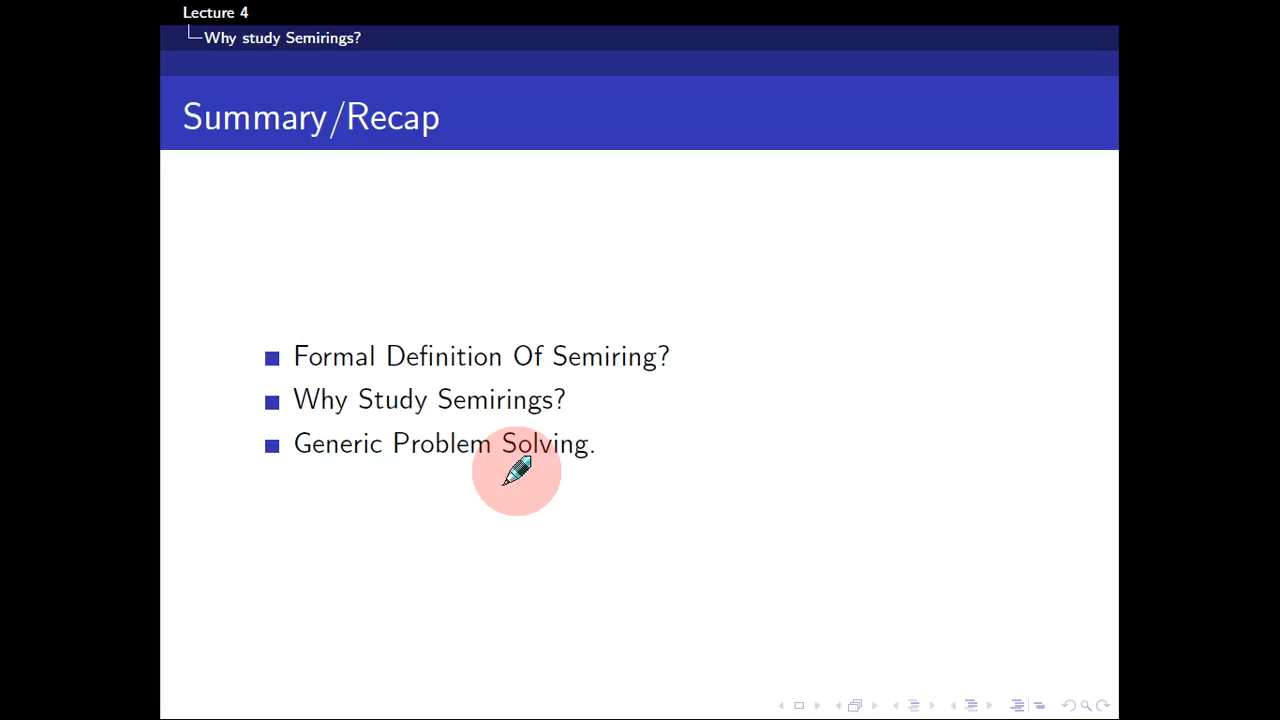 Lecture 4
Why study Semirings?
Summary/Recap
Formal Definition Of Semiring?
Why Study Semirings?
Generic Problem Solving.